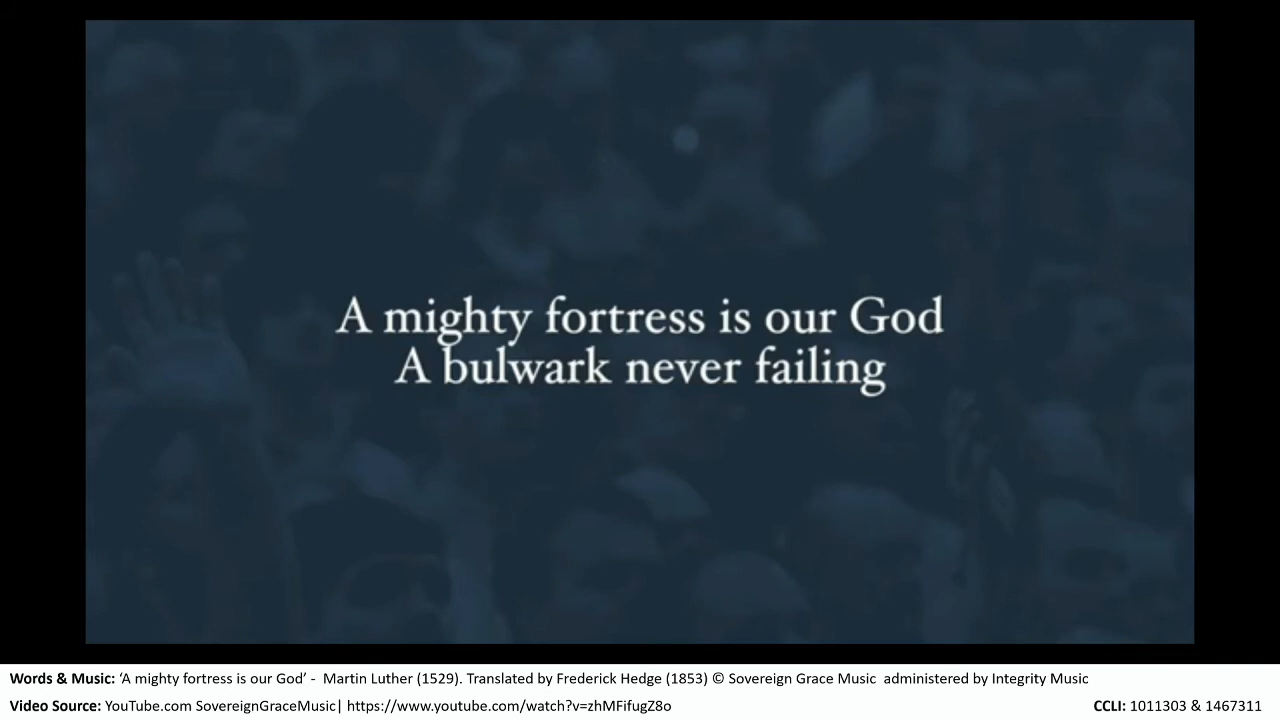 A mighty fortress is our God
A bulwark never failing
Words & Music: ‘A mighty fortress is our God’ - Martin Luther (1529). Translated by Frederick Hedge (1853) © Sovereign Grace Music administered by Integrity Music
Video Source: YouTube.com SovereignGraceMusic| https://www.youtube.com/watch?v=zhMFifugZ8o CCLI: 1011303 & 1467311